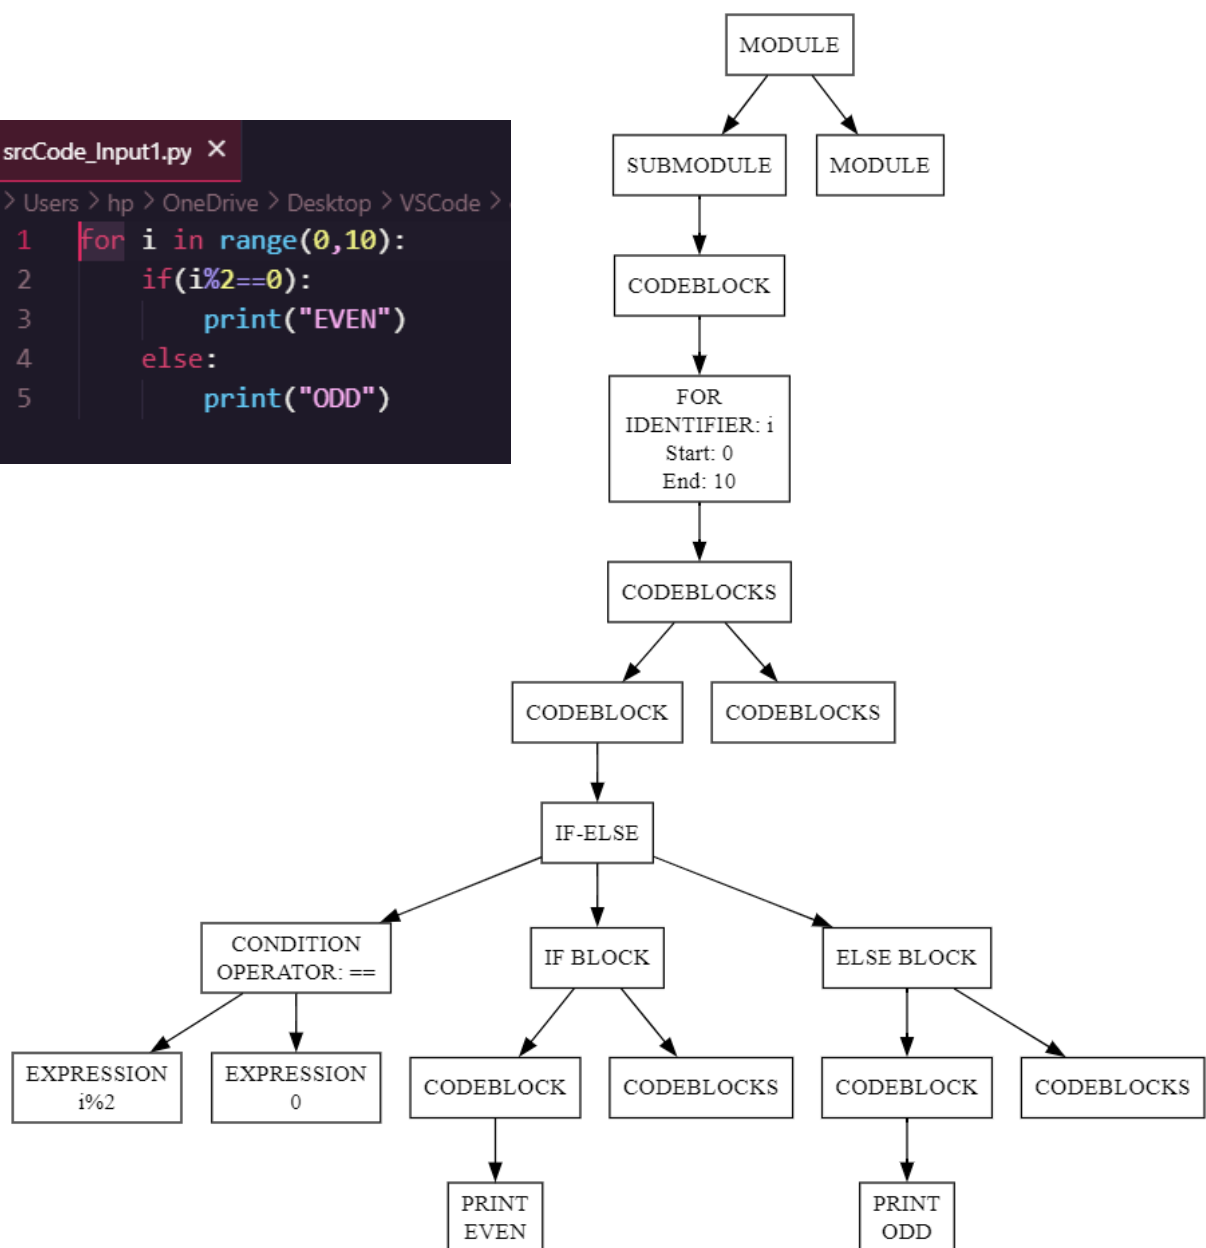 MODULE
SUBMODULE
MODULE
srcCode_Input1.py ×
> Users > hp > OneDrive > Desktop > VSCode >
1 for i in range(0,10):
2 if(i%2==0):
3 print("EVEN")
4 else:
5 print("ODD")
CODEBLOCK
FOR
IDENTIFIER: i
Start: 0
End: 10
CODEBLOCKS
CODEBLOCK
CODEBLOCKS
IF-ELSE
CONDITION
OPERATOR: ==
IF BLOCK
ELSE BLOCK
EXPRESSION
i%2
EXPRESSION
0
CODEBLOCK
CODEBLOCKS
CODEBLOCK
CODEBLOCKS
PRINT
EVEN
PRINT
ODD